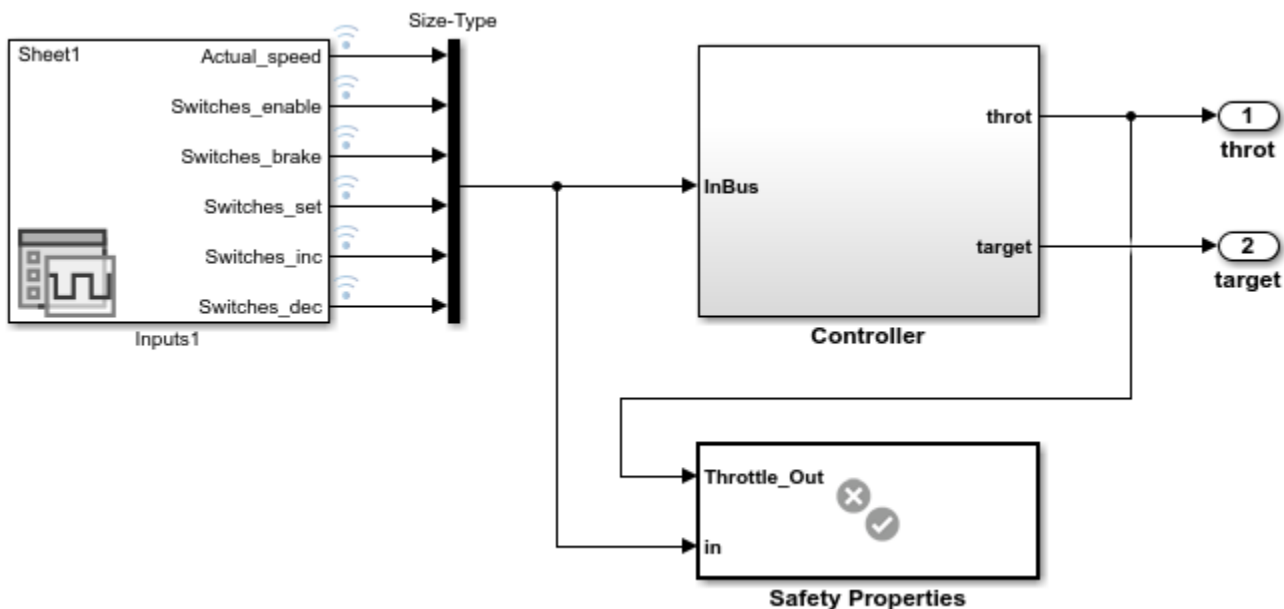 Size-Type
Sheet1
Actual_speed
Switches_enable
Switches_brake
Switches_set
Switches_inc
Switches_dec
Inputs1
InBus
throt
target
Controller
1
throt
2
target
Throttle_Out
in
Safety Properties